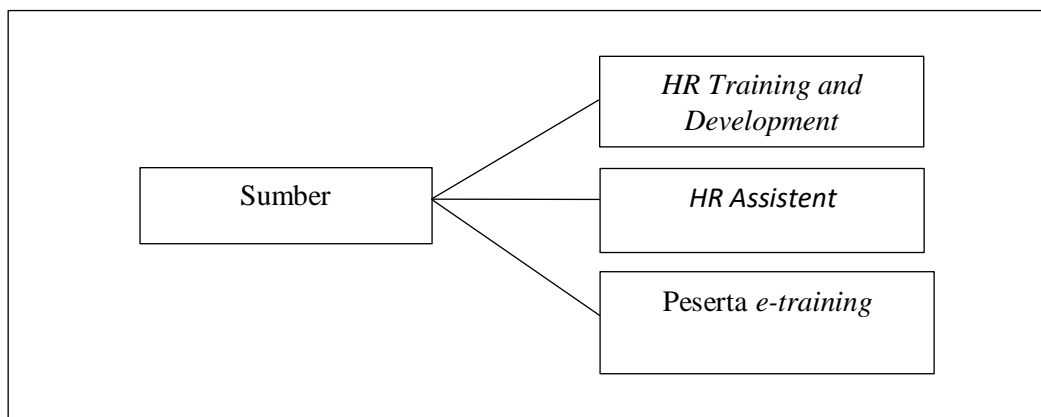 HR Training and
Development
Sumber
HR Assistent
Peserta e-training